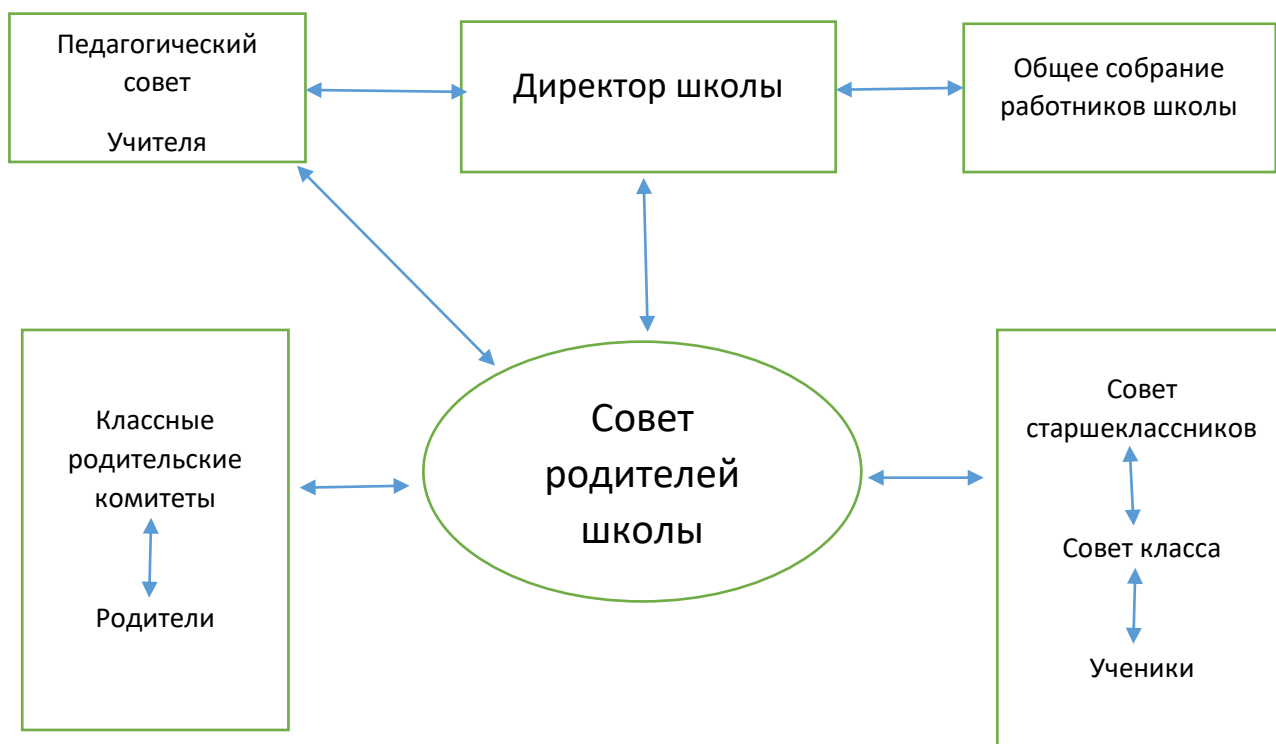 Педагогический
совет
Учителя
Директор школы
Общее собрание
работников школы
Классные
родительские
комитеты
Родители
Совет
родителей
школы
Совет
старшеклассников
Совет класса
Ученики